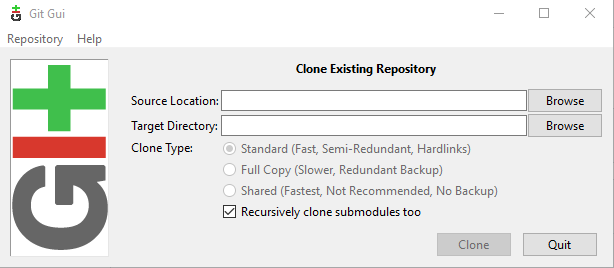 Git Gui
Repository Help
Clone Existing Repository
Source Location: Browse
Target Directory: Browse
Clone Type: Standard (Fast, Semi-Redundant, Hardlinks)
Full Copy (Slower, Redundant Backup)
Shared (Fastest, Not Recommended, No Backup)
Recursively clone submodules too
Clone Quit